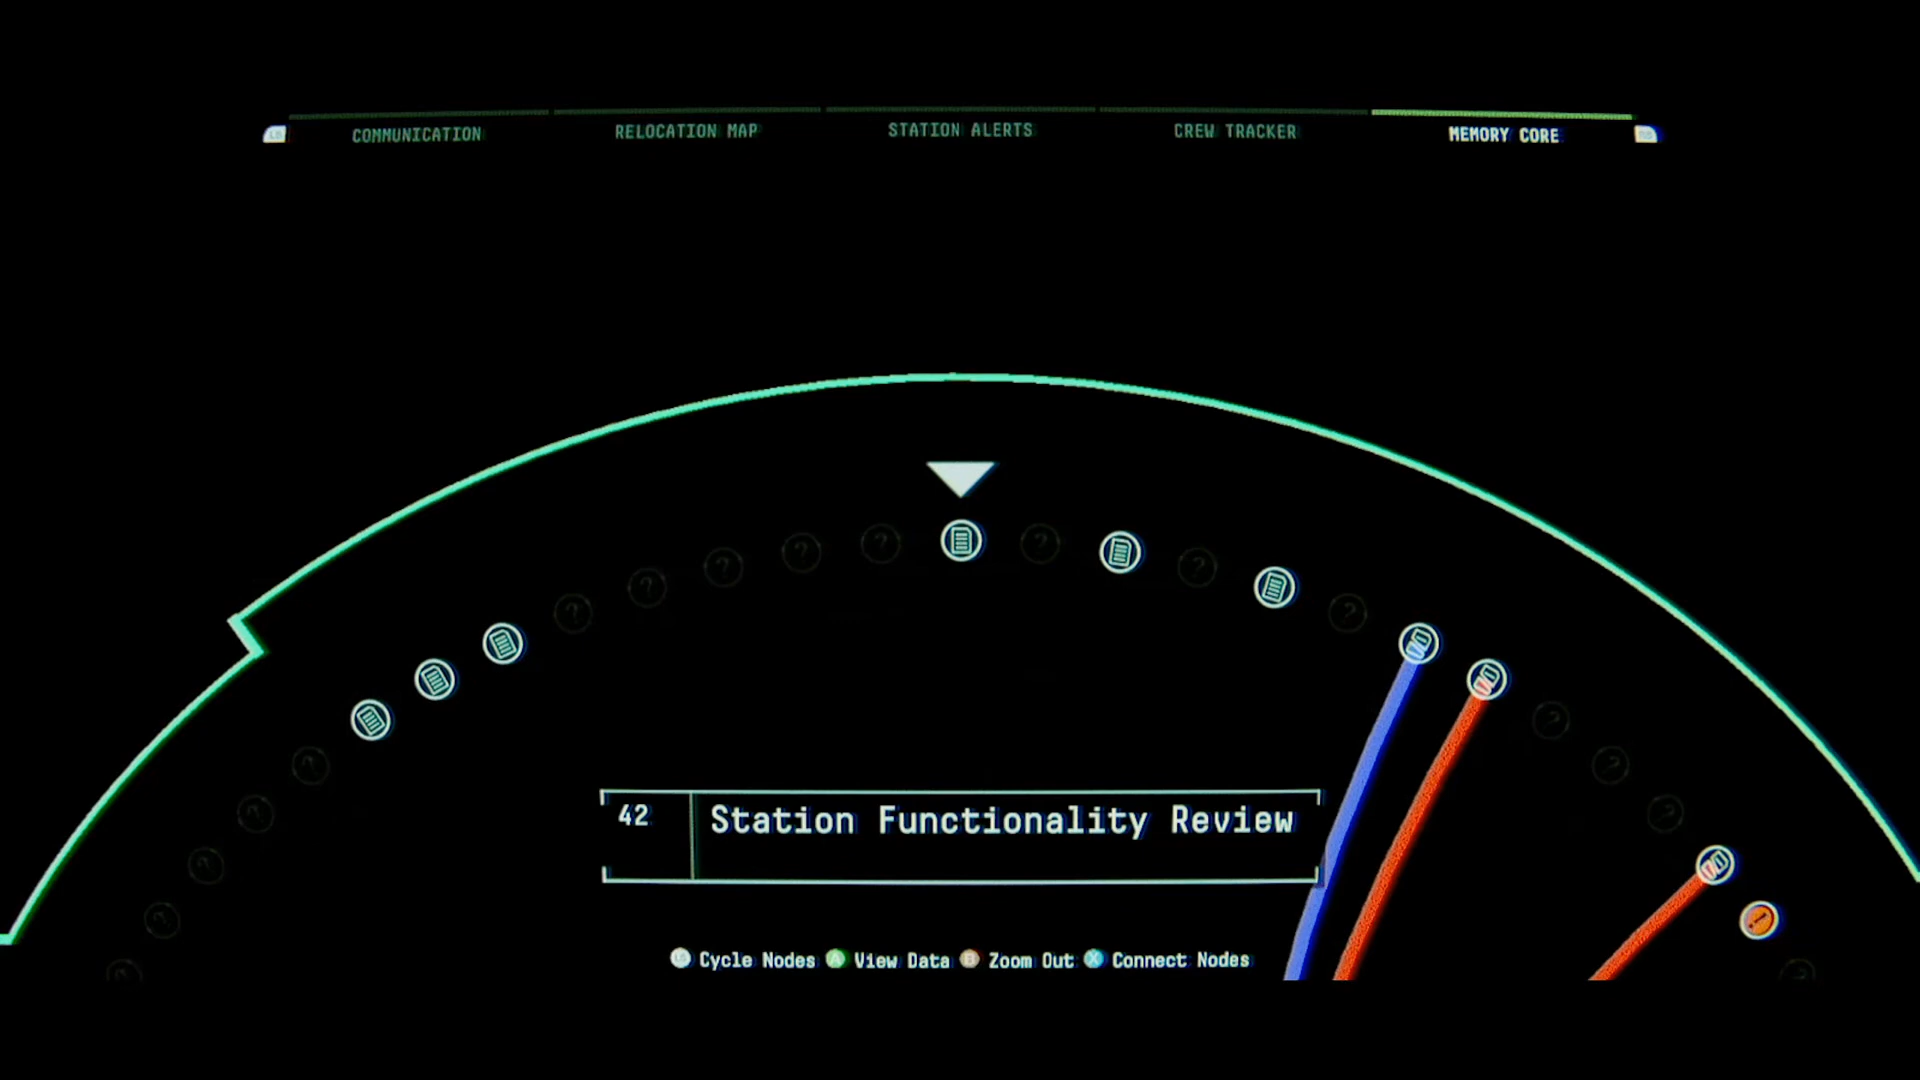 COMMUNICATION
RELOCATION MAP
STATION ALERTS
CREW TRACKER
MEMORY CORE
42
Station Functionality Review
Cycle Nodes
A View Data
B Zoom Out
X Connect Nodes